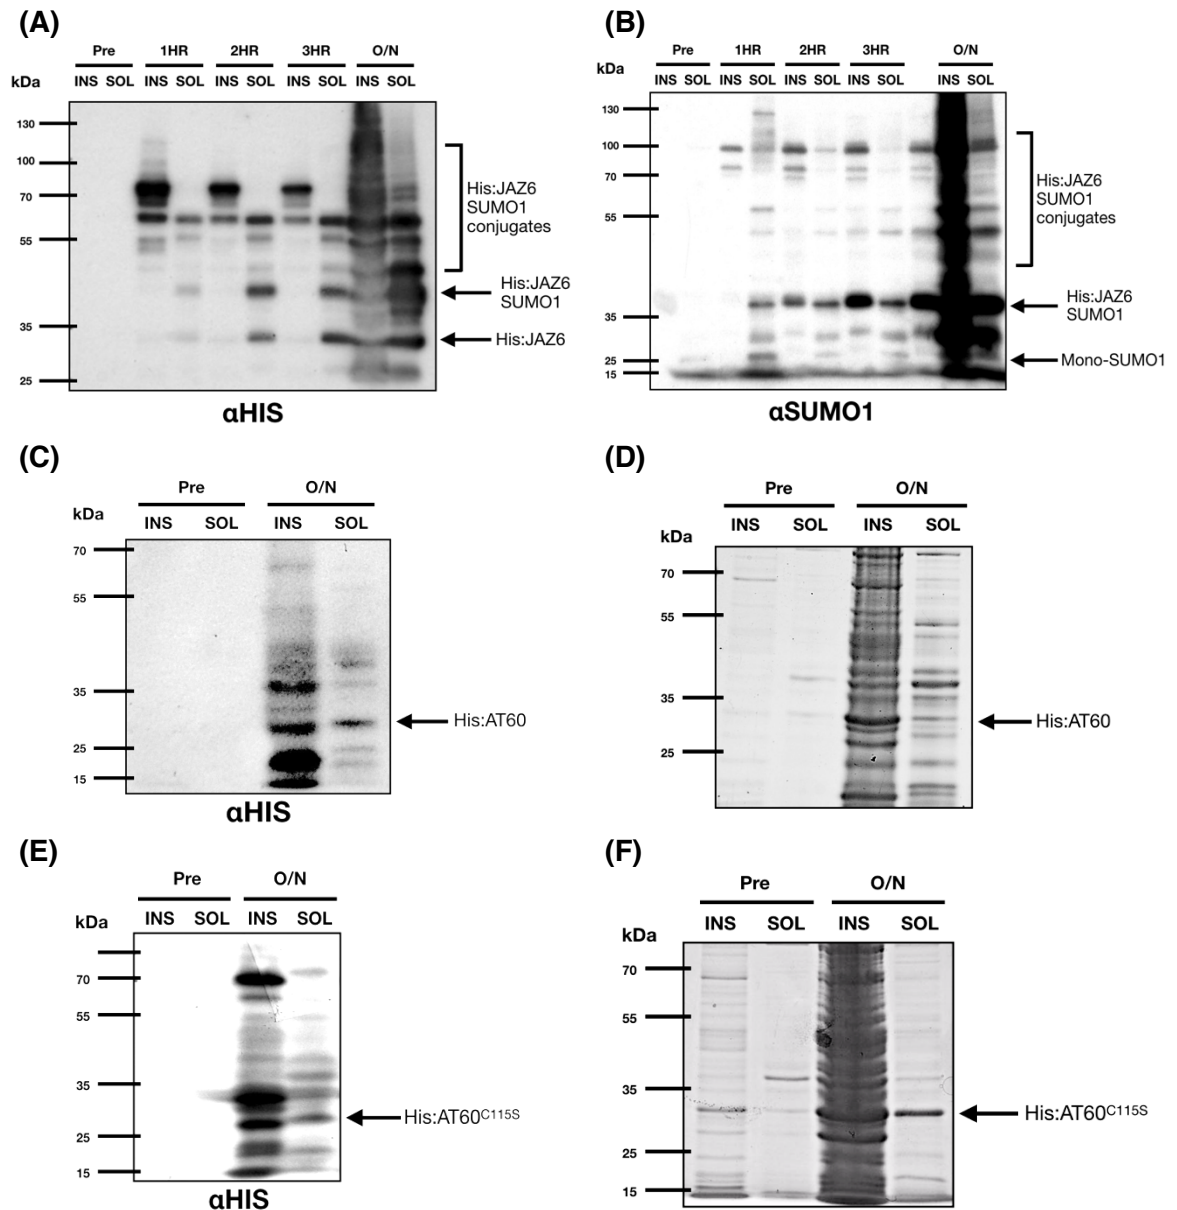 (A)
Pre 1HR 2HR 3HR O/N
kDa INS SOL INS SOL INS SOL INS SOL INS SOL
130
100
70
55
35
25
His:JAZ6
SUMO1
conjugates
His:JAZ6
SUMO1
His:JAZ6
αHIS
(B)
Pre 1HR 2HR 3HR O/N
kDa INS SOL INS SOL INS SOL INS SOL INS SOL
130
100
70
55
35
25
15
His:JAZ6
SUMO1
conjugates
His:JAZ6
SUMO1
Mono-SUMO1
αSUMO1
(C)
Pre O/N
kDa INS SOL INS SOL
70
55
35
25
15
His:AT60
αHIS
(D)
Pre O/N
INS SOL INS SOL
kDa
70
55
35
25
His:AT60
(E)
Pre O/N
kDa INS SOL INS SOL
70
55
35
25
15
His:AT60C115S
αHIS
(F)
Pre O/N
INS SOL INS SOL
kDa
70
55
35
25
15
His:AT60C115S